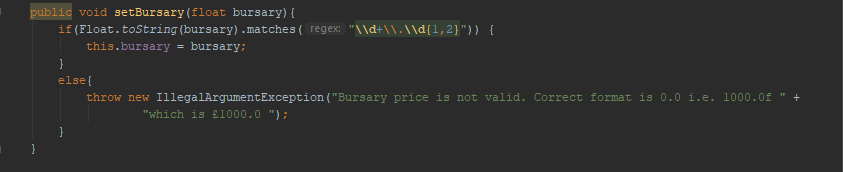 public void setBursary(float bursary){
if(Float.toString(bursary).matches( regex: "\\d+\\.\\d{1,2}")) {
this.bursary = bursary;
}
else{
throw new IllegalArgumentException("Bursary price is not valid. Correct format is 0.0 i.e. 1000.0f " +
"which is £1000.0 ");
}
}